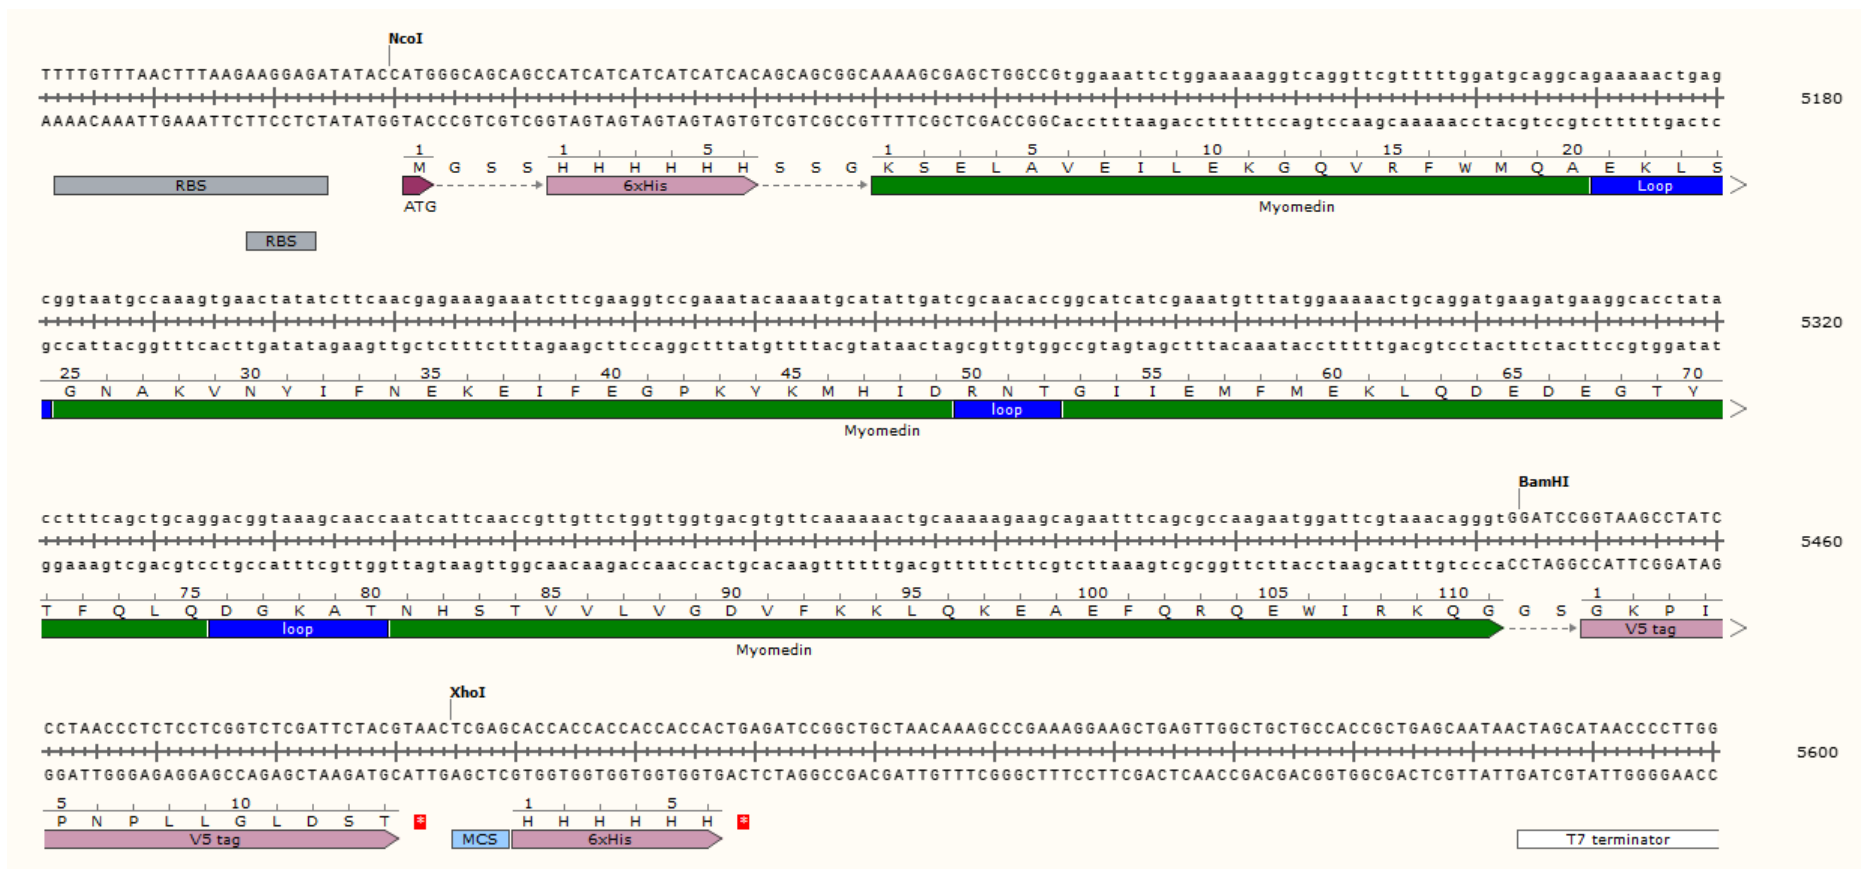 NcoI
TTTTGTTTAACTTTAAGAAGGAGATATACCATGGGCAGCAGCCATCATCATCATCATCACAGCAGCGGCAAAAGCGAGCTGGCCGtggaaattctggaaaaaggtcaggttcgtttttggatgcaggcagaaaaactgag
5180
AAAACAAATTGAAATTCTTCCTCTATATGGTACCCGTCGTCGGTAGTAGTAGTAGTAGTGTCGTCGCCGTTTTCGCTCGACCGGCacctttaagacctttttccagtccaagcaaaaacctacgtccgtctttttgactc
1 1 5 1 5 10 15 20
M G S S H H H H H H S S G K S E L A V E I L E K G Q V R F W M Q A E K L S
RBS 6xHis Loop
ATG Myomedin
RBS
cggtaatgccaaagtgaactatatcttcaacgagaaagaaatcttcgaaggtccgaaatacaaaatgcatattgatcgcaacaccggcatcatcgaaatgtttatggaaaaactgcaggatgaagatgaaggcacctata
5320
gccattacggtttcacttgatatagaagttgctctttctttagaagcttccaggctttatgttttacgtataactagcgttgtggccgtagtagctttacaaatacctttttgacgtcctacttctacttccgtggatat
25 30 35 40 45 50 55 60 65 70
G N A K V N Y I F N E K E I F E G P K Y K M H I D R N T G I I E M F M E K L Q D E D E G T Y
loop
Myomedin
BamHI
cctttcagctgcaggacggtaaagcaaccaatcattcaaccgttgttctggttggtgacgtgttcaaaaaactgcaaaaagaagcagaatttcagcgccaagaatggattcgtaaacagggtGGATCCGGTAAGCCTATC
5460
ggaaagtcgacgtcctgccatttcgttggttagtaagttggcaacaagaccaaccactgcacaagttttttgacgtttttcttcgtcttaaagtcgcggttcttacctaagcatttgtcccaCCTAGGCCATTCGGATAG
75 80 85 90 95 100 105 110 1
T F Q L Q D G K A T N H S T V V L V G D V F K K L Q K E A E F Q R Q E W I R K Q G G S G K P I
loop V5 tag
Myomedin
XhoI
CCTAACCCTCTCCTCGGTCTCGATTCTACGTAACTCGAGCACCACCACCACCACCACTGAGATCCGGCTGCTAACAAAGCCCGAAAGGAAGCTGAGTTGGCTGCTGCCACCGCTGAGCAATAACTAGCATAACCCCTTGG
5600
GGATTGGGAGAGGAGCCAGAGCTAAGATGCATTGAGCTCGTGGTGGTGGTGGTGGTGACTCTAGGCCGACGATTGTTTCGGGCTTTCCTTCGACTCAACCGACGACGGTGGCGACTCGTTATTGATCGTATTGGGGAACC
5 10 1 5
P N P L L G L D S T * H H H H H H *
V5 tag MCS 6xHis T7 terminator